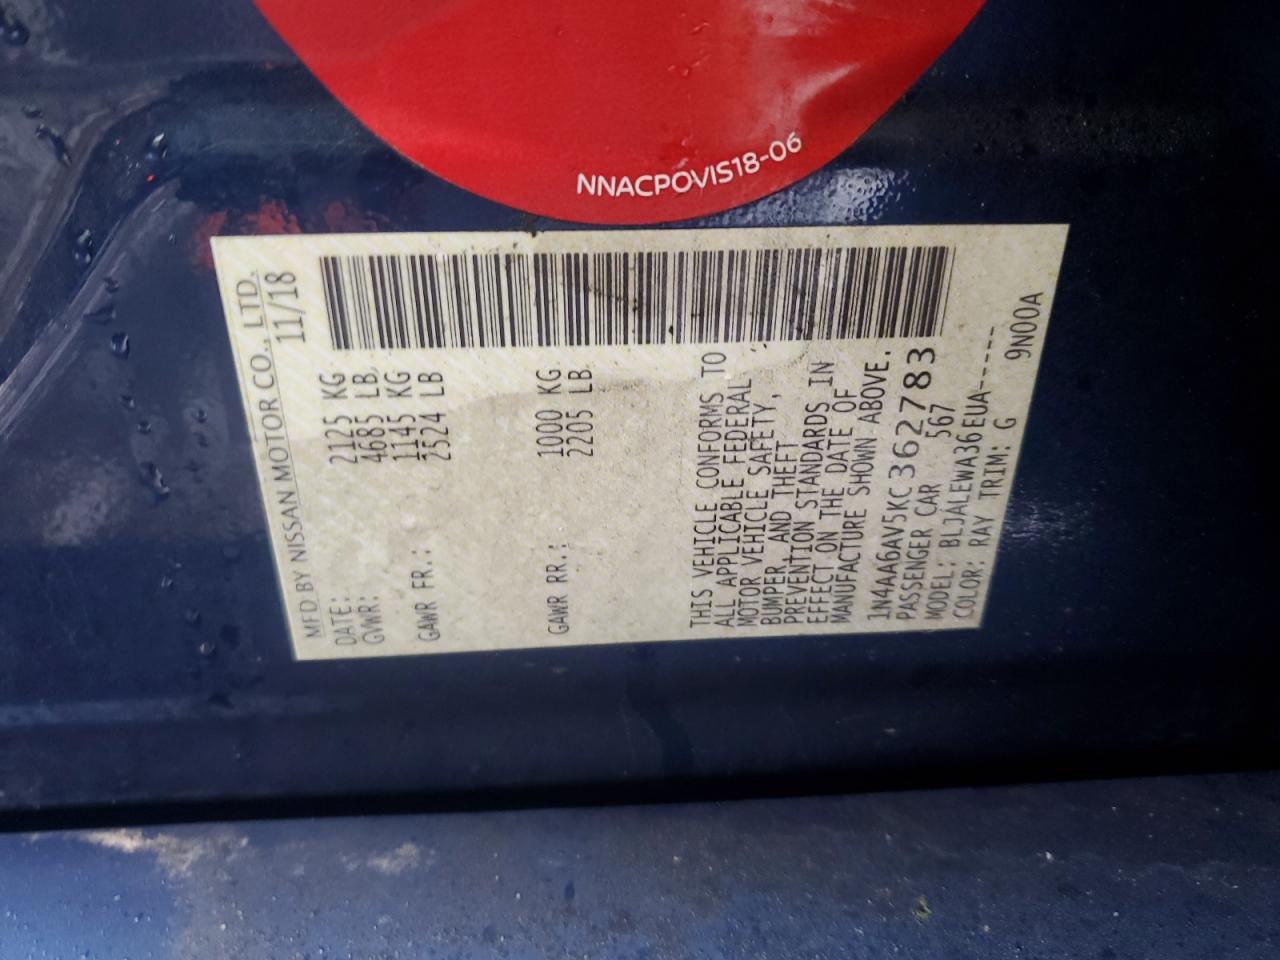 NNACPOVIS18-06
MFD BY NISSAN MOTOR CO., LTD.
DATE: 11/18
GVWR: 2125 KG
4685 LB
GAWR FR.: 1145 KG
2524 LB
GAWR RR.: 1000 KG
2205 LB
THIS VEHICLE CONFORMS TO
ALL APPLICABLE FEDERAL
MOTOR VEHICLE SAFETY,
BUMPER, AND THEFT
PREVENTION STANDARDS IN
EFFECT ON THE DATE OF
MANUFACTURE SHOWN ABOVE.
1N4AA6AV5KC362783
PASSENGER CAR 567
MODEL: BLJALEWA36EUA-----
COLOR: RAY TRIM: G 9N00A